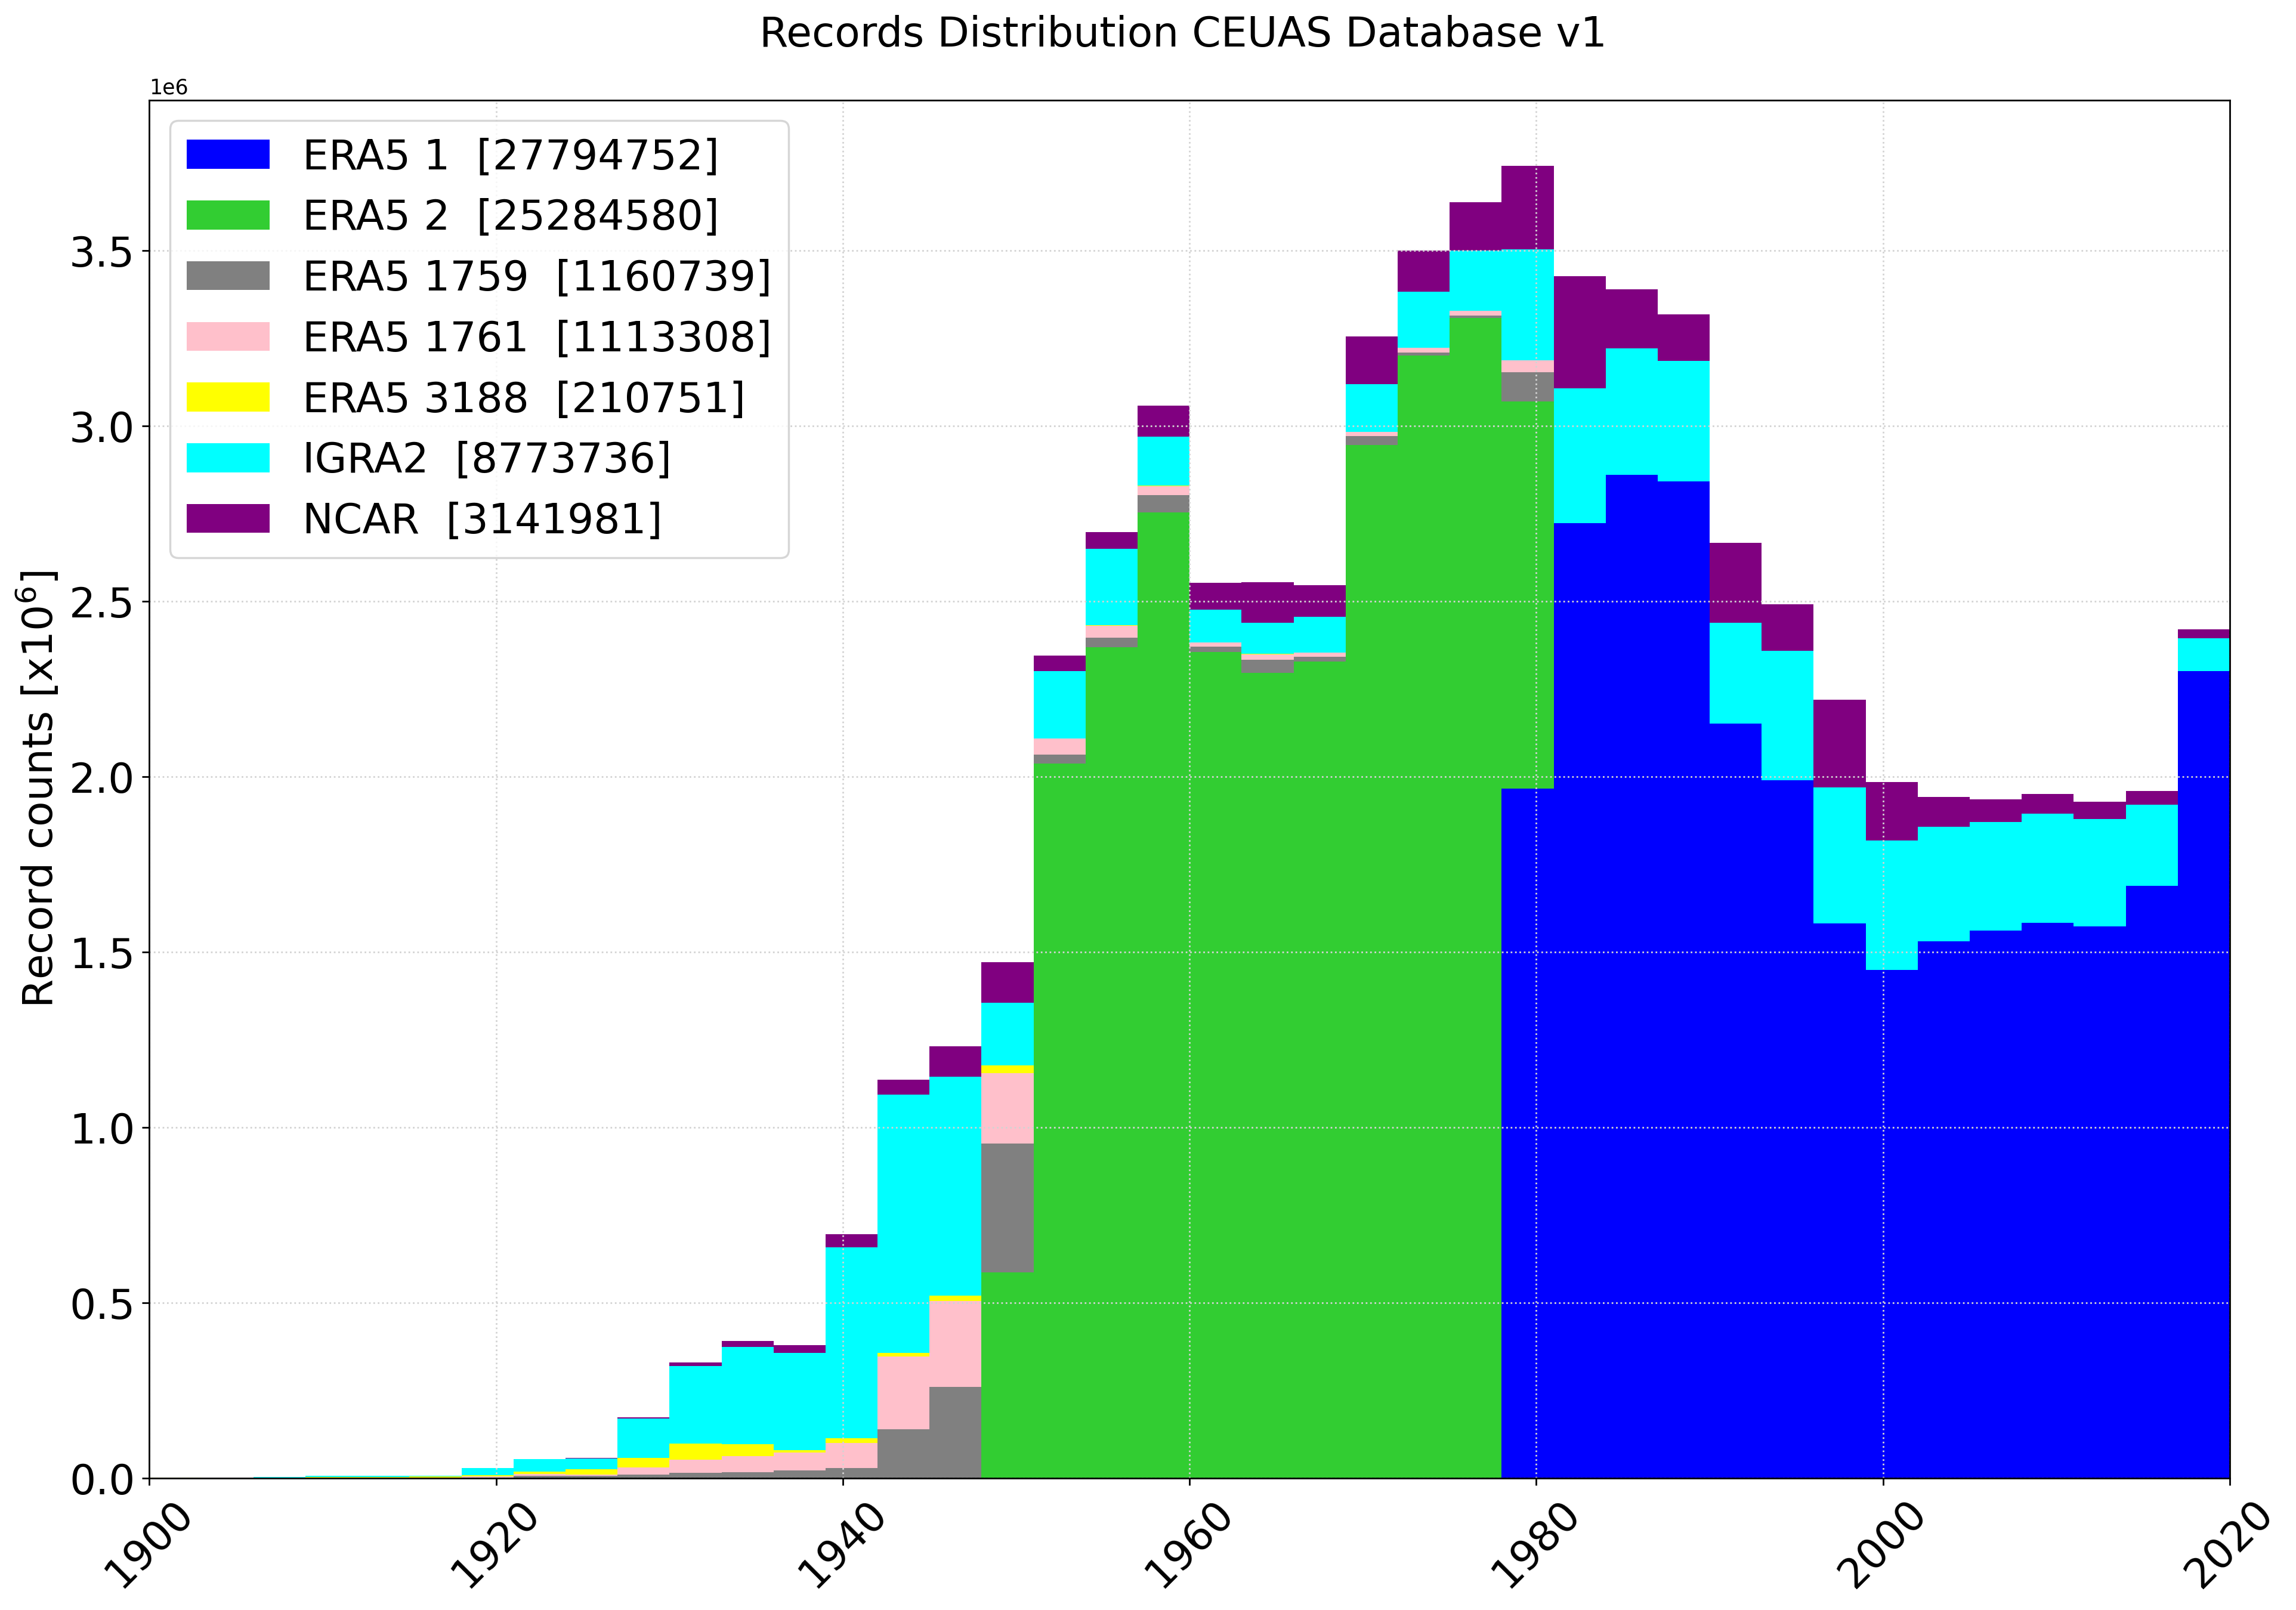 Records Distribution CEUAS Database v1
1e6
ERA5 1 [27794752]
ERA5 2 [25284580]
ERA5 1759 [1160739]
ERA5 1761 [1113308]
ERA5 3188 [210751]
IGRA2 [8773736]
NCAR [3141981]
Record counts [x10⁶]
3.5
3.0
2.5
2.0
1.5
1.0
0.5
0.0
1900
1920
1940
1960
1980
2000
2020